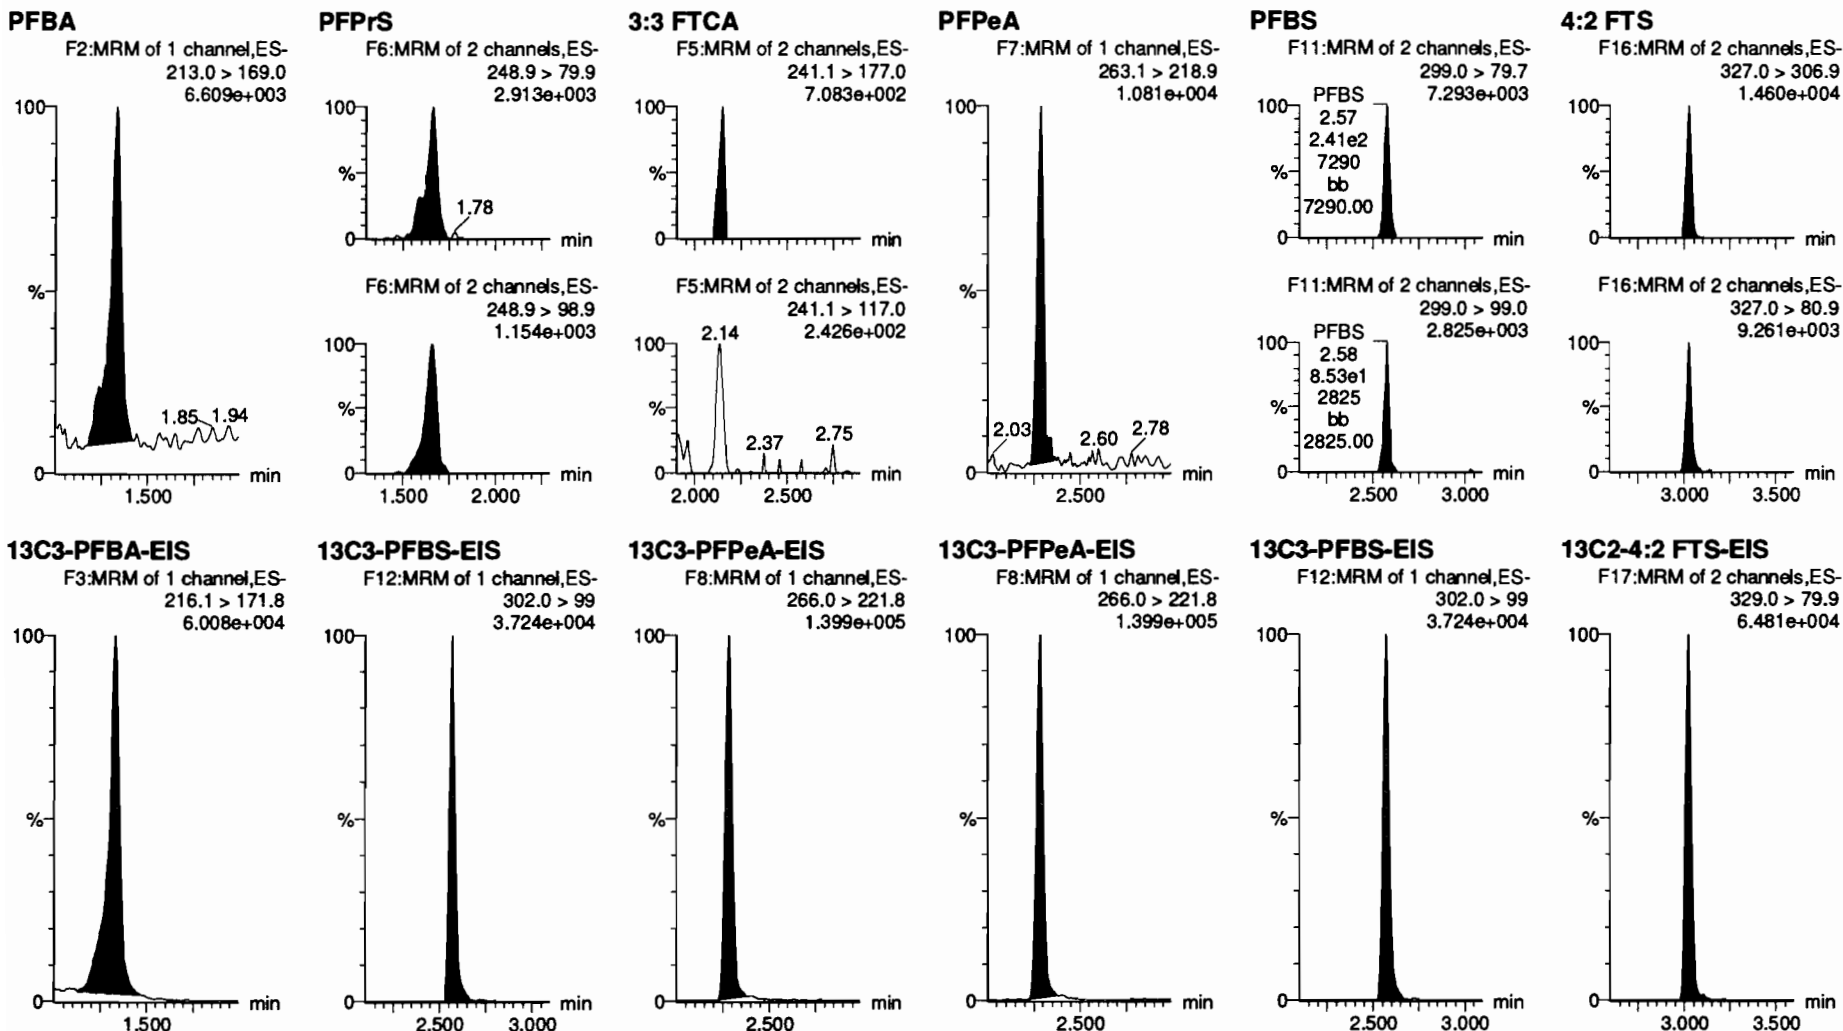 PFBA
F2:MRM of 1 channel,ES-
213.0 > 169.0
6.609e+003
100
%
1.85
1.94
0
min
1.500
PFPrS
F6:MRM of 2 channels,ES-
248.9 > 79.9
2.913e+003
100
%
1.78
0
min
F6:MRM of 2 channels,ES-
248.9 > 98.9
1.154e+003
100
%
0
min
1.500 2.000
3:3 FTCA
F5:MRM of 2 channels,ES-
241.1 > 177.0
7.083e+002
100
%
0
min
F5:MRM of 2 channels,ES-
241.1 > 117.0
2.426e+002
2.14
100
%
2.37
2.75
0
min
2.000 2.500
PFPeA
F7:MRM of 1 channel,ES-
263.1 > 218.9
1.081e+004
100
%
2.03
2.60
2.78
0
min
2.500
PFBS
F11:MRM of 2 channels,ES-
299.0 > 79.7
7.293e+003
100
PFBS
2.57
2.41e2
7290
bb
7290.00
%
0
min
F11:MRM of 2 channels,ES-
299.0 > 99.0
2.825e+003
100
PFBS
2.58
8.53e1
2825
bb
2825.00
%
0
min
2.500 3.000
4:2 FTS
F16:MRM of 2 channels,ES-
327.0 > 306.9
1.460e+004
100
%
0
min
F16:MRM of 2 channels,ES-
327.0 > 80.9
9.261e+003
100
%
0
min
3.000 3.500
13C3-PFBA-EIS
F3:MRM of 1 channel,ES-
216.1 > 171.8
6.008e+004
100
%
0
min
1.500
13C3-PFBS-EIS
F12:MRM of 1 channel,ES-
302.0 > 99
3.724e+004
100
%
0
min
2.500 3.000
13C3-PFPeA-EIS
F8:MRM of 1 channel,ES-
266.0 > 221.8
1.399e+005
100
%
0
min
2.500
13C3-PFPeA-EIS
F8:MRM of 1 channel,ES-
266.0 > 221.8
1.399e+005
100
%
0
min
2.500
13C3-PFBS-EIS
F12:MRM of 1 channel,ES-
302.0 > 99
3.724e+004
100
%
0
min
2.500 3.000
13C2-4:2 FTS-EIS
F17:MRM of 2 channels,ES-
329.0 > 79.9
6.481e+004
100
%
0
min
3.000 3.500